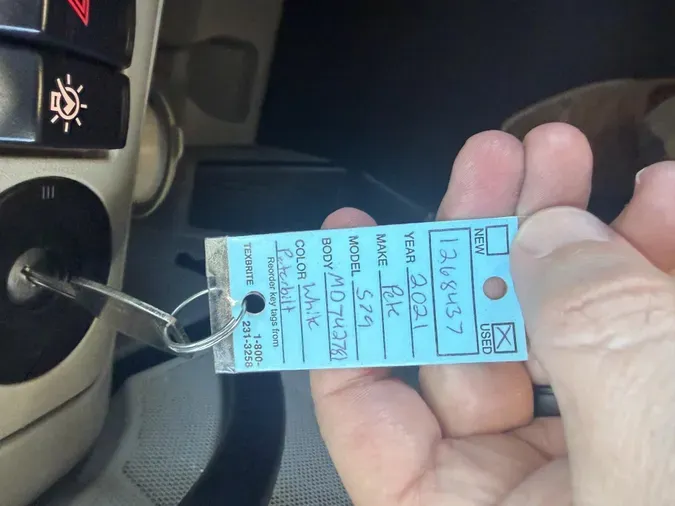 NEW USED
1268437
YEAR 2021
MAKE Pete
MODEL 579
BODY MD742781
COLOR White
Peterbilt
Reorder key tags from
TEXBRITE 1-800-
231-3258